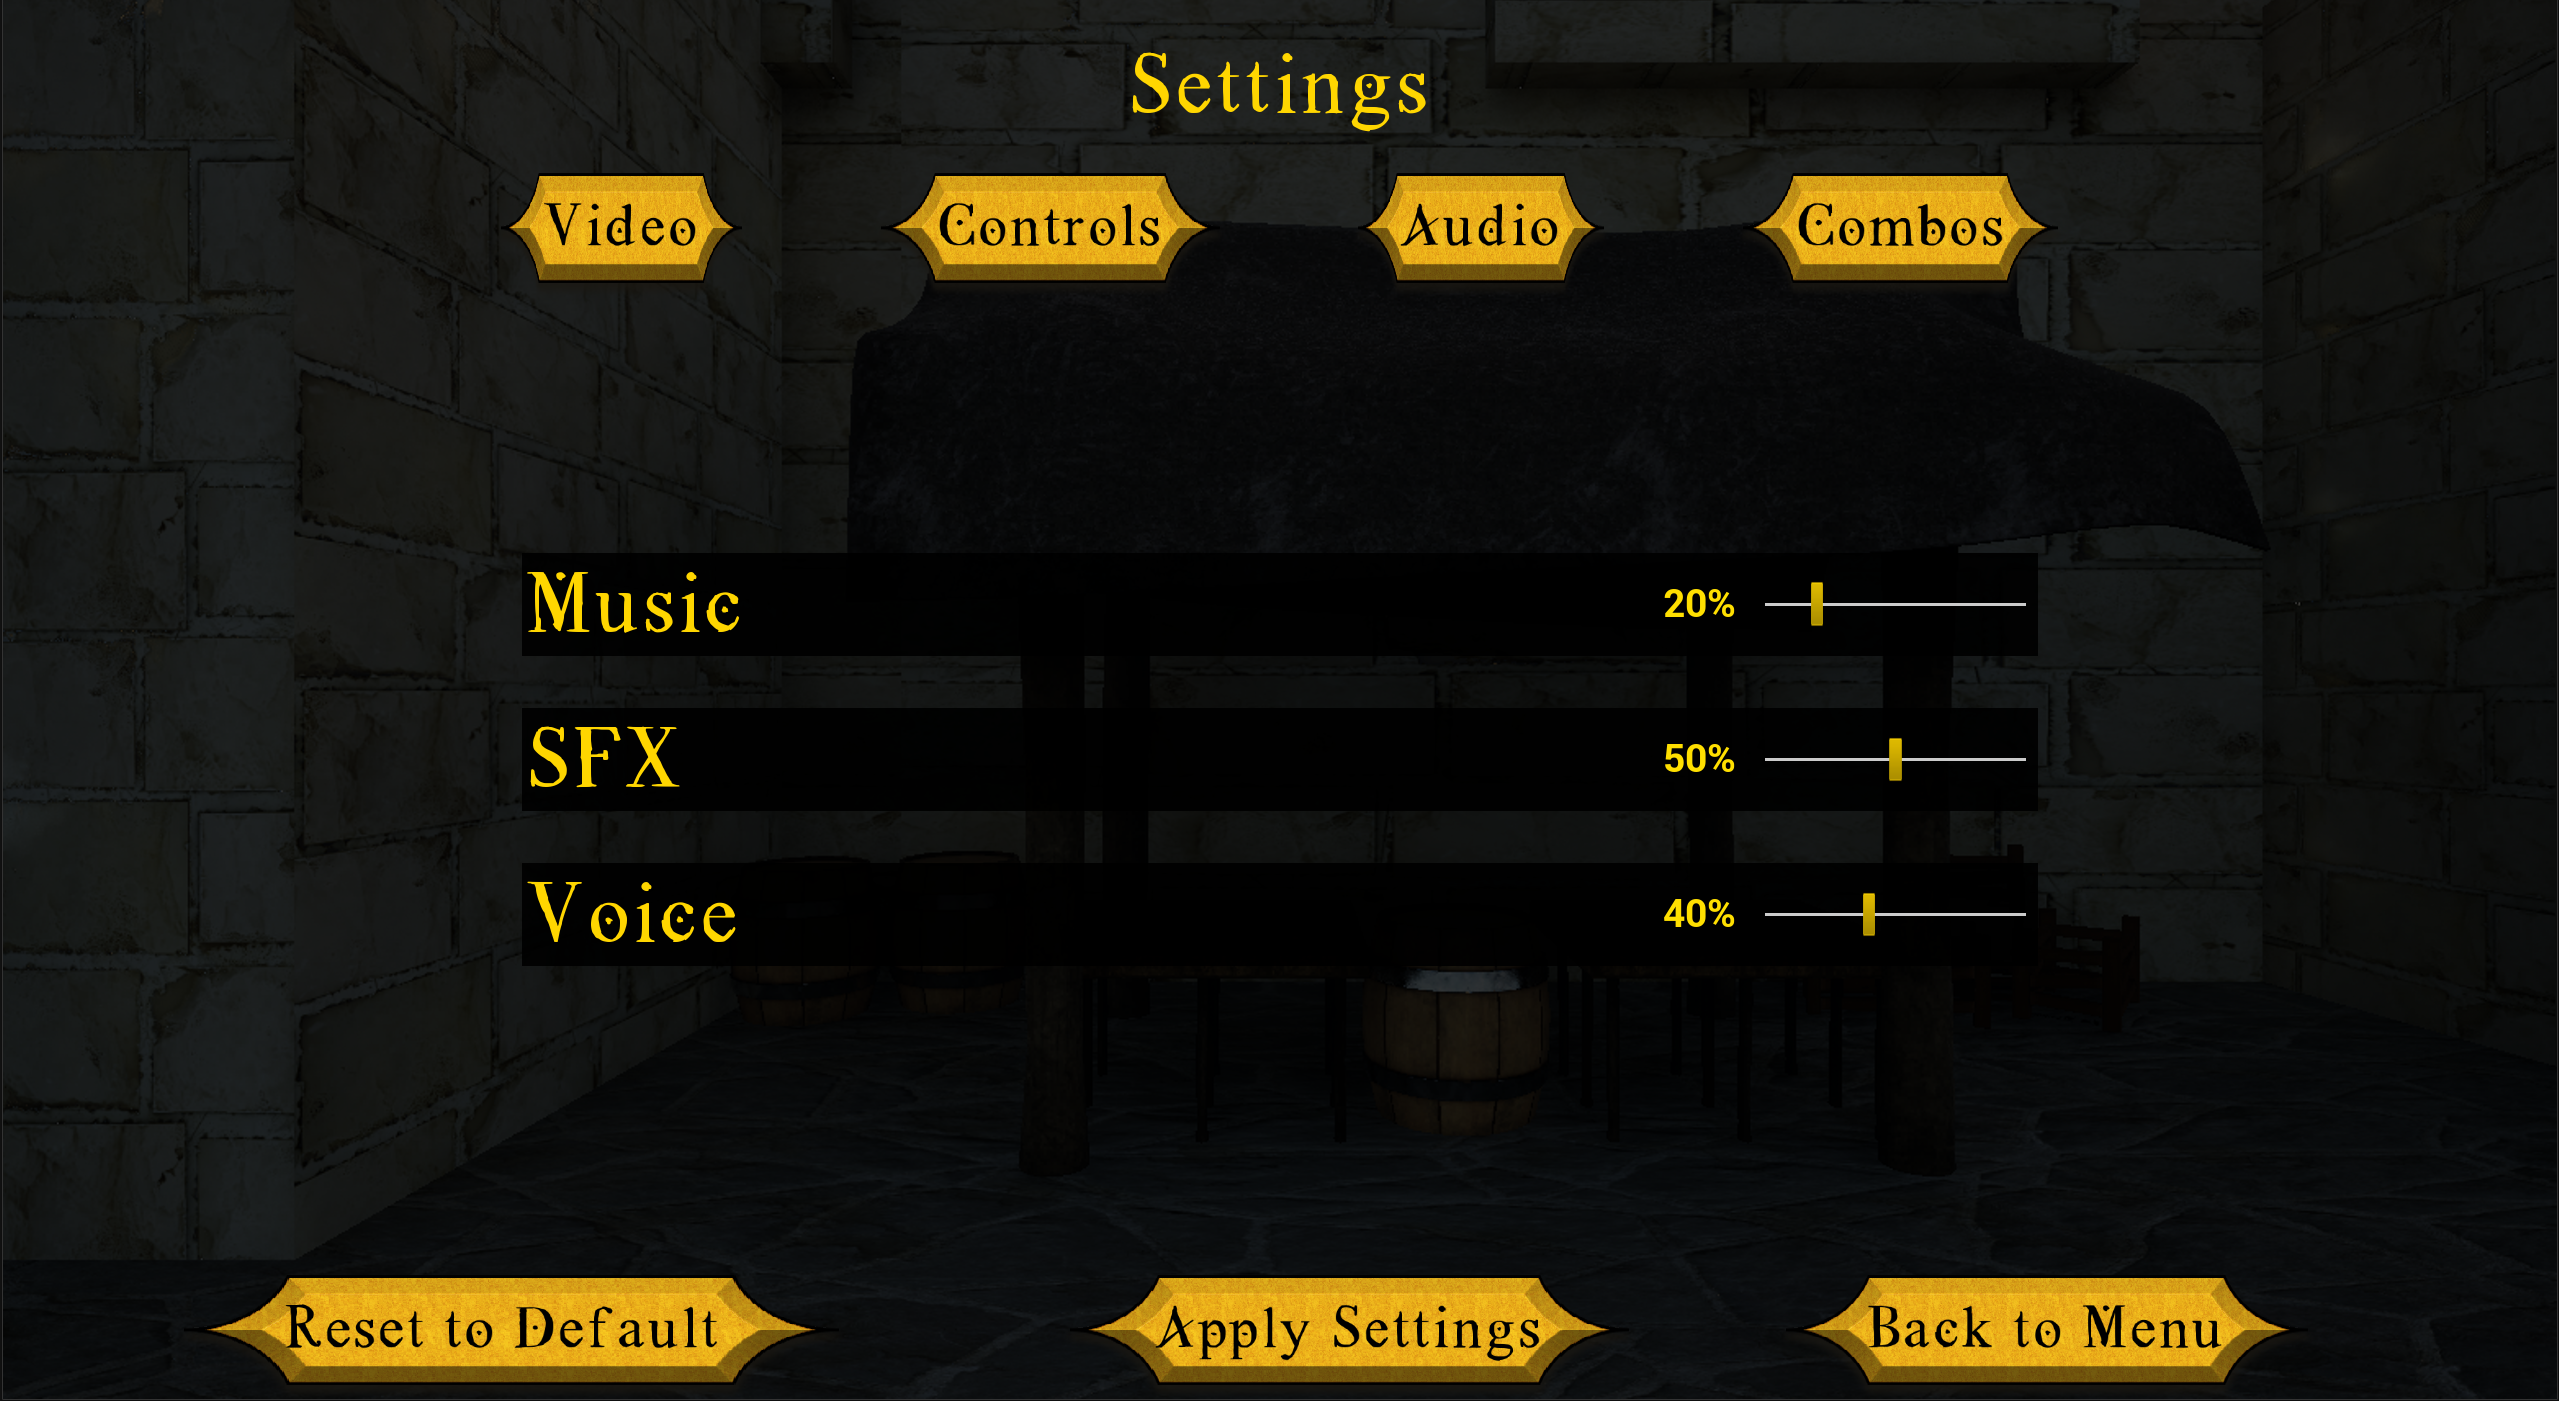 Settings
Video Controls Audio Combos
Music 20%
SFX 50%
Voice 40%
Reset to Default Apply Settings Back to Menu